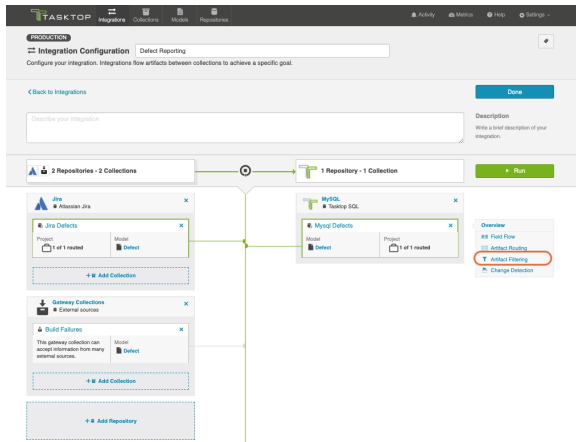 TASKTOP
Integrations
Collections
Models
Repositories
Activity
Metrics
Help
Settings
PRODUCTION
Integration Configuration
Defect Reporting
Configure your integration. Integrations flow artifacts between collections to achieve a specific goal.
Back to Integrations
Done
Describe your integration
Description
Write a brief description of your
integration.
2 Repositories - 2 Collections
1 Repository - 1 Collection
Run
Jira
Atlassian Jira
Jira Defects
Project
1 of 1 routed
Model
Defect
+ Add Collection
MySQL
Tasktop SQL
Mysql Defects
Model
Defect
Project
1 of 1 routed
Overview
Field Flow
Artifact Routing
Artifact Filtering
Change Detection
Gateway Collections
External sources
Build Failures
This gateway collection can
accept information from many
external sources.
Model
Defect
+ Add Collection
+ Add Repository